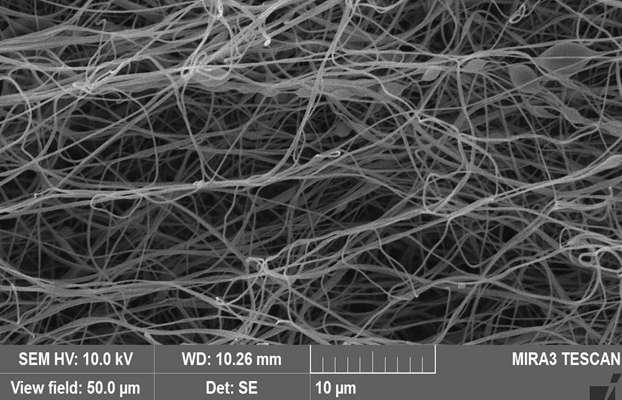 SEM HV: 10.0 kV WD: 10.26 mm MIRA3 TESCAN
View field: 50.0 µm Det: SE 10 µm